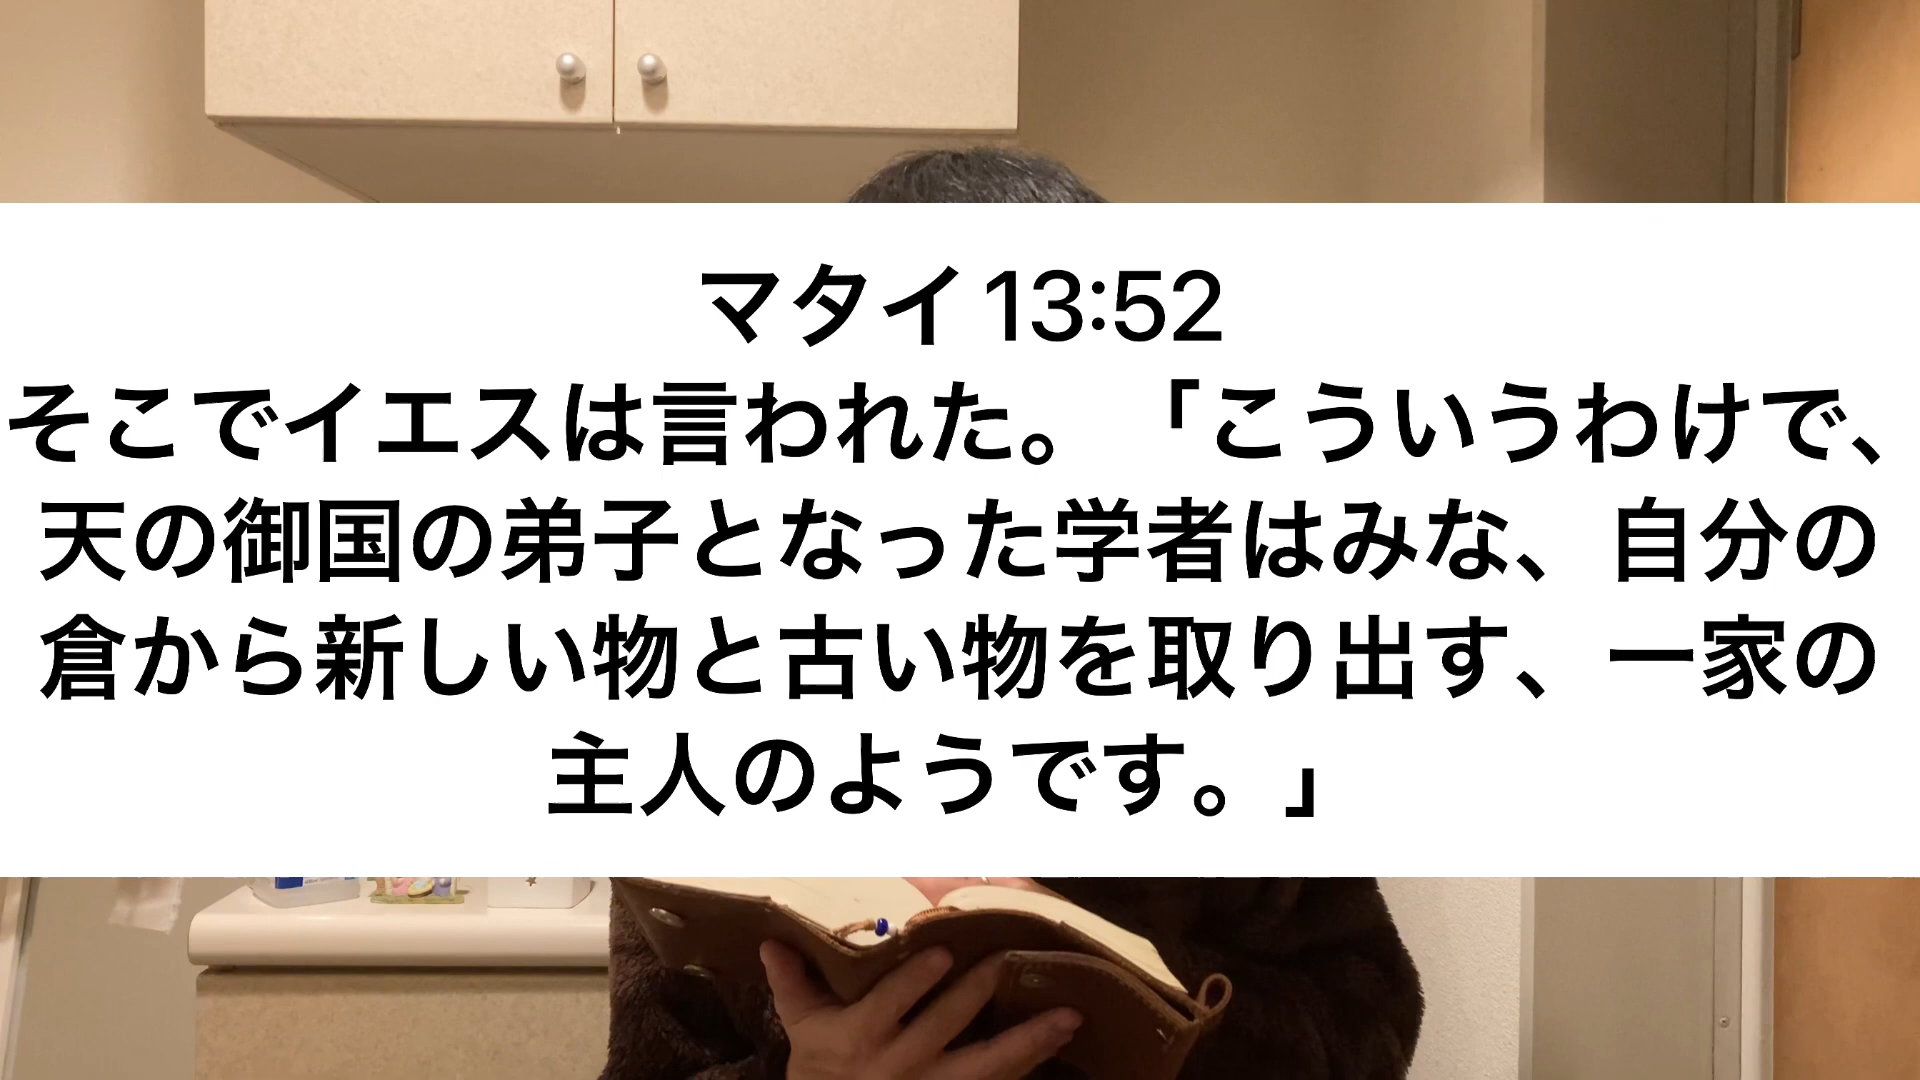 マタイ13:52
そこでイエスは言われた。「こういうわけで、
天の御国の弟子となった学者はみな、自分の
倉から新しい物と古い物を取り出す、一家の
主人のようです。」